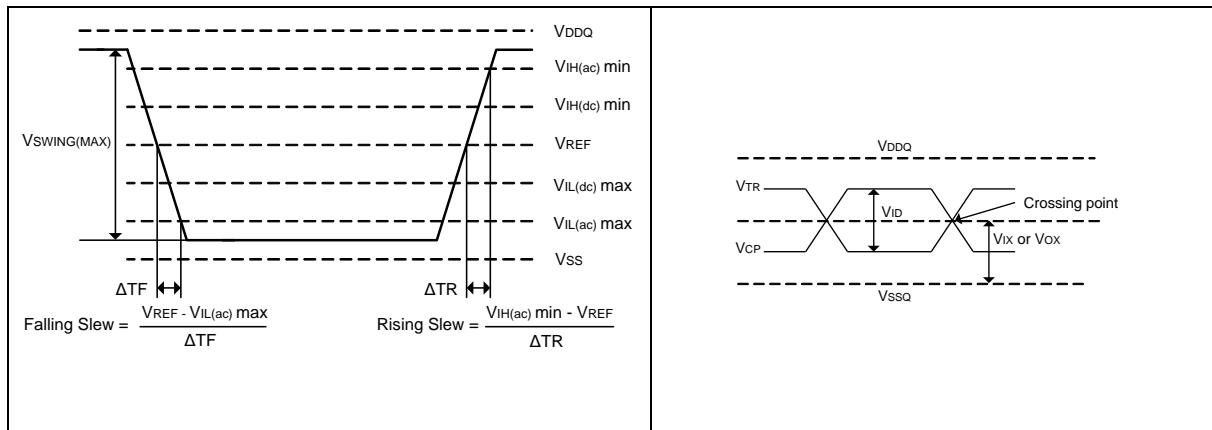 VDDQ
VIH(ac) min
VIH(dc) min
VSWING(MAX)
VREF
VIL(dc) max
VIL(ac) max
VSS
ΔTF
ΔTR
Falling Slew = VREF - VIL(ac) max
ΔTF
Rising Slew = VIH(ac) min - VREF
ΔTR
VDDQ
VTR
VID
Crossing point
VCP
VIX or VOX
VSSQ